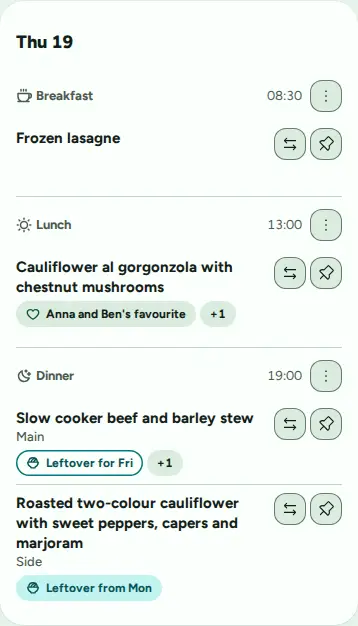 Thu 19
Breakfast 08:30
Frozen lasagne
Lunch 13:00
Cauliflower al gorgonzola with
chestnut mushrooms
Anna and Ben's favourite +1
Dinner 19:00
Slow cooker beef and barley stew
Main
Leftover for Fri +1
Roasted two-colour cauliflower
with sweet peppers, capers and
marjoram
Side
Leftover from Mon